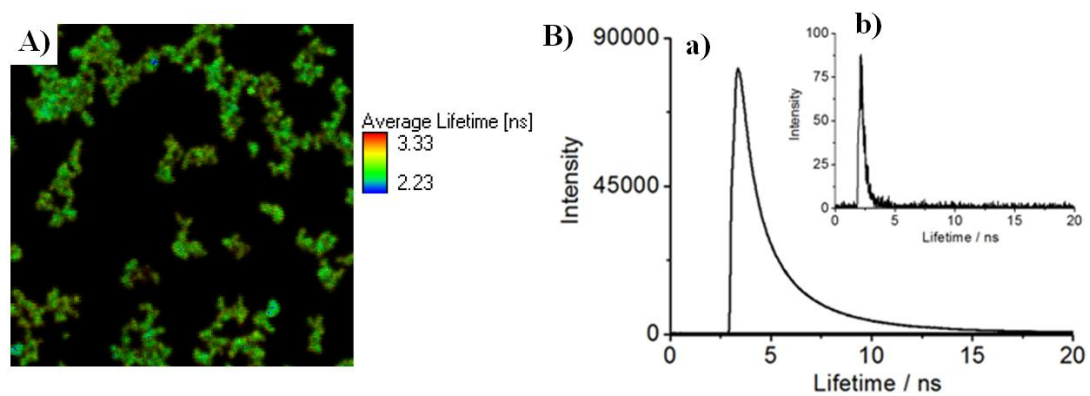 A)
Average Lifetime [ns]
3.33
2.23
B)
a)
90000
45000
0
Intensity
0
5
10
15
20
Lifetime / ns
b)
100
75
50
25
0
Intensity
0
5
10
15
20
Lifetime / ns